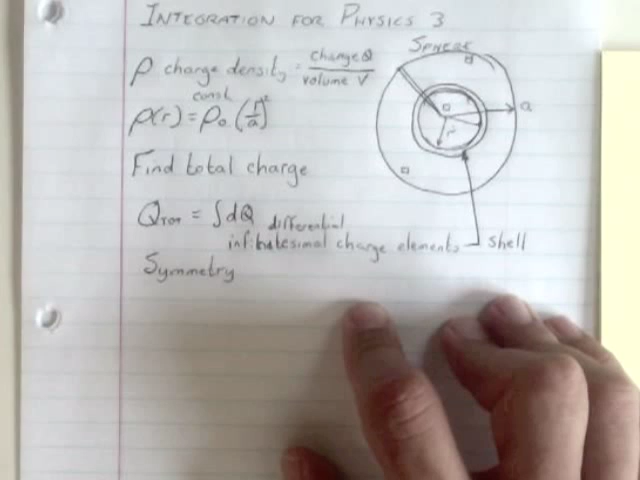 INTEGRATION FOR PHYSICS 3
SPHERE
ρ charge density = charge Q / volume V
const
ρ(r) = ρ₀ (r/a)²
a
r
Find total charge
Q_TOT = ∫dQ differential
infinitesimal charge elements shell
Symmetry